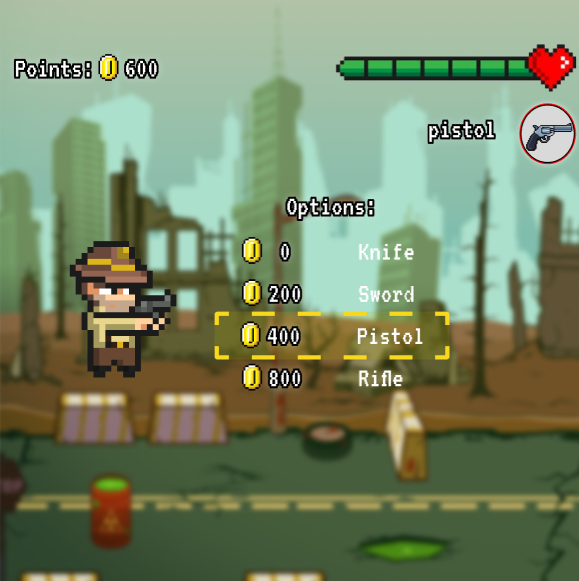 Points: 600
pistol
Options:
0 Knife
200 Sword
400 Pistol
800 Rifle